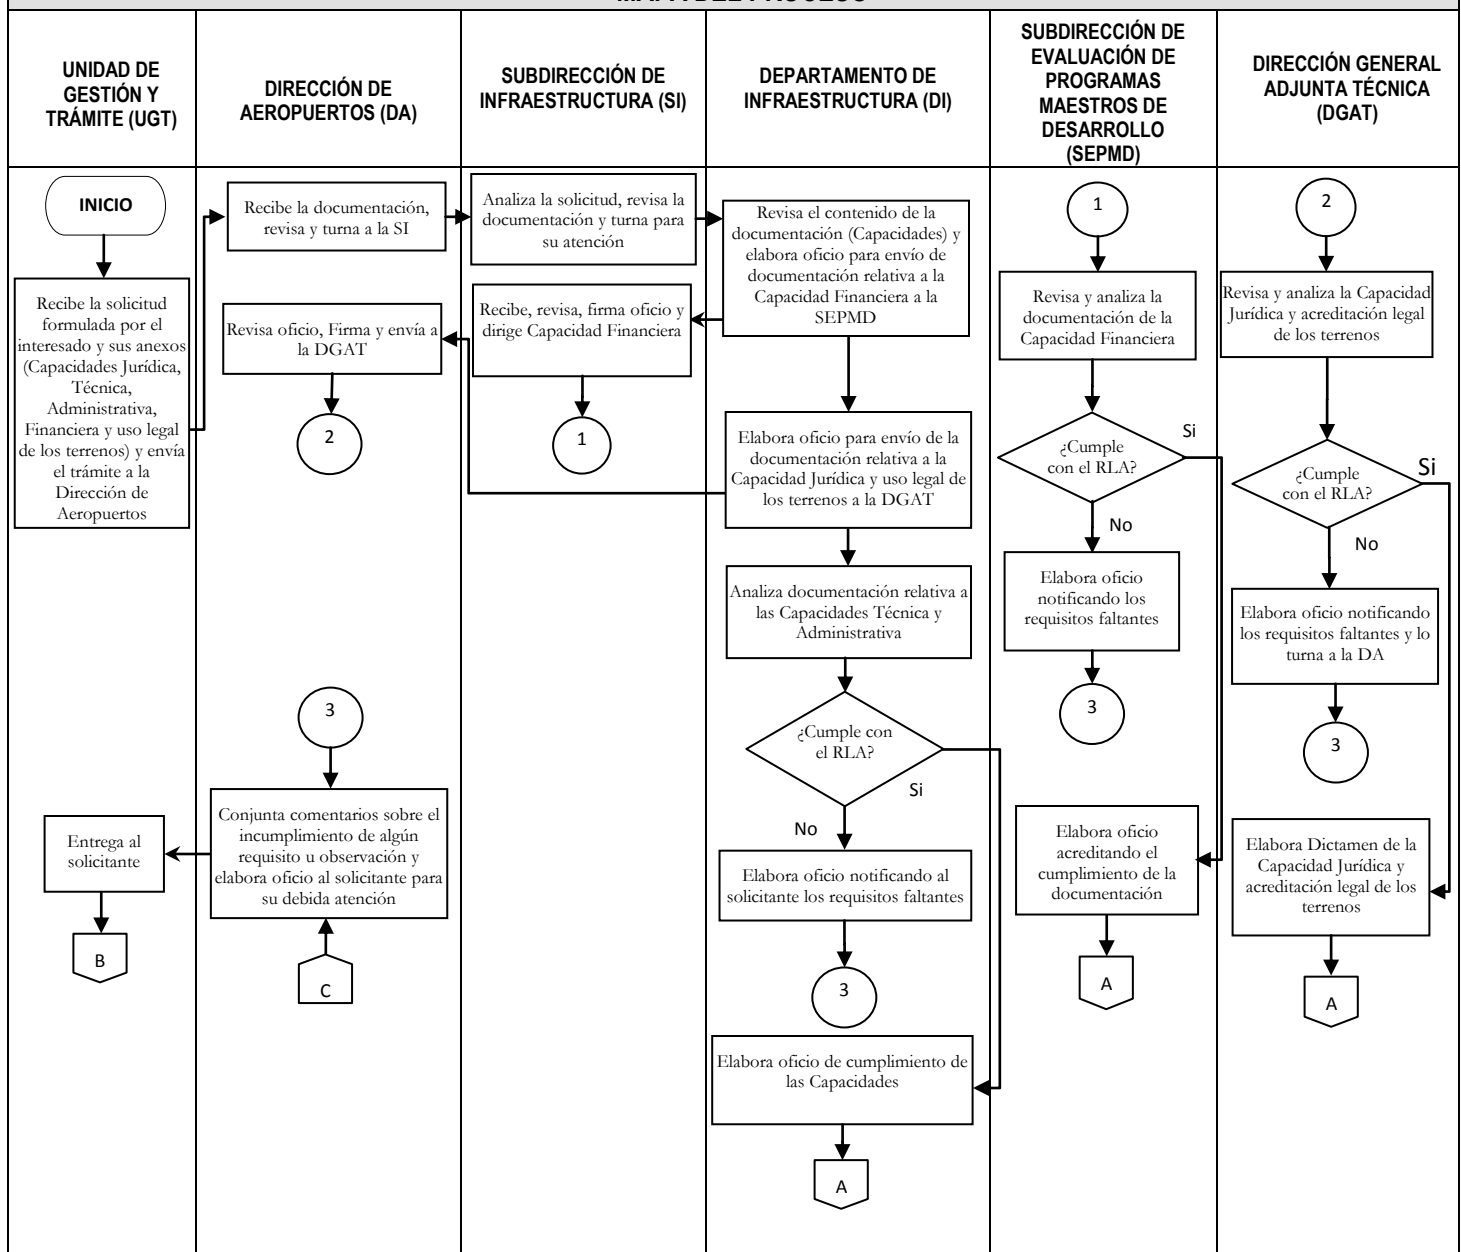 UNIDAD DE
GESTIÓN Y
TRÁMITE (UGT)
DIRECCIÓN DE
AEROPUERTOS (DA)
SUBDIRECCIÓN DE
INFRAESTRUCTURA (SI)
DEPARTAMENTO DE
INFRAESTRUCTURA (DI)
SUBDIRECCIÓN DE
EVALUACIÓN DE
PROGRAMAS
MAESTROS DE
DESARROLLO
(SEPMD)
DIRECCIÓN GENERAL
ADJUNTA TÉCNICA
(DGAT)
INICIO
Recibe la solicitud
formulada por el
interesado y sus anexos
(Capacidades Jurídica,
Técnica,
Administrativa,
Financiera y uso legal
de los terrenos) y envía
el trámite a la
Dirección de
Aeropuertos
Entrega al
solicitante
B
Recibe la documentación,
revisa y turna a la SI
Revisa oficio, Firma y envía a
la DGAT
2
3
Conjunta comentarios sobre el
incumplimiento de algún
requisito u observación y
elabora oficio al solicitante para
su debida atención
C
Analiza la solicitud, revisa la
documentación y turna para
su atención
Recibe, revisa, firma oficio y
dirige Capacidad Financiera
1
Revisa el contenido de la
documentación (Capacidades) y
elabora oficio para envío de
documentación relativa a la
Capacidad Financiera a la
SEPMD
Elabora oficio para envío de la
documentación relativa a la
Capacidad Jurídica y uso legal de
los terrenos a la DGAT
Analiza documentación relativa a
las Capacidades Técnica y
Administrativa
¿Cumple con
el RLA?
Si
No
Elabora oficio notificando al
solicitante los requisitos faltantes
3
Elabora oficio de cumplimiento de
las Capacidades
A
1
Revisa y analiza la
documentación de la
Capacidad Financiera
¿Cumple
con el RLA?
Si
No
Elabora oficio
notificando los
requisitos faltantes
3
Elabora oficio
acreditando el
cumplimiento de la
documentación
A
2
Revisa y analiza la Capacidad
Jurídica y acreditación legal
de los terrenos
¿Cumple
con el RLA?
Si
No
Elabora oficio notificando
los requisitos faltantes y lo
turna a la DA
3
Elabora Dictamen de la
Capacidad Jurídica y
acreditación legal de los
terrenos
A